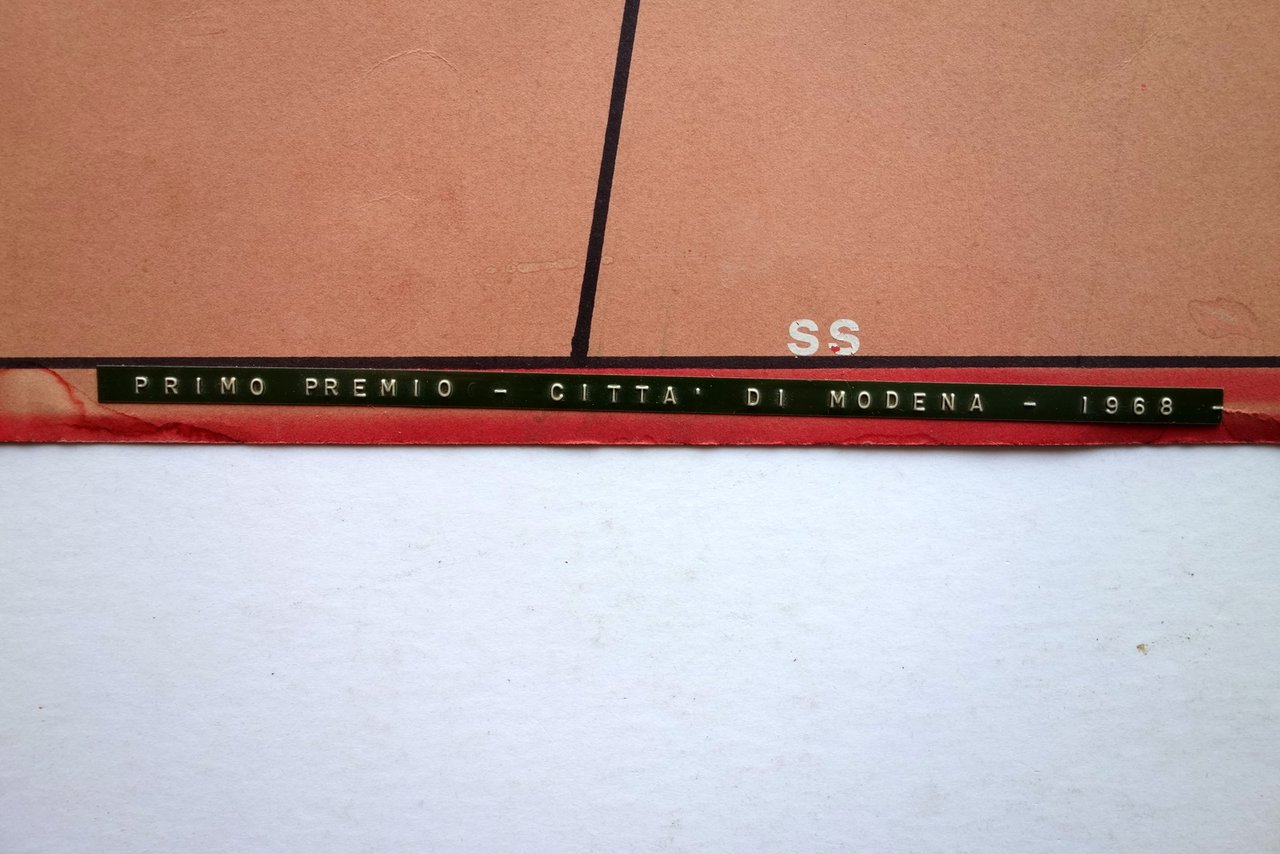 SS
PRIMO PREMIO - CITTA' DI MODENA - 1968 -